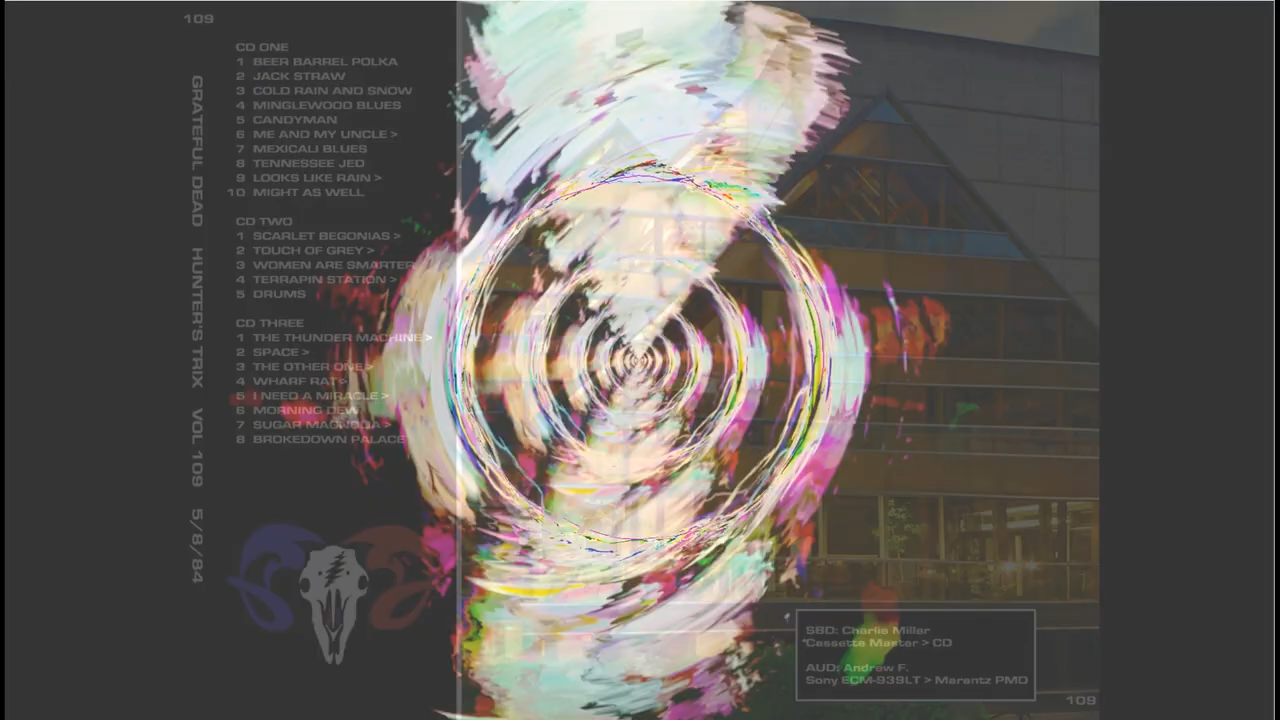 109
GRATEFUL DEAD HUNTER'S TRIX VOL 109 5/8/84
CD ONE
1 BEER BARREL POLKA
2 JACK STRAW
3 COLD RAIN AND SNOW
4 MINGLEWOOD BLUES
5 CANDYMAN
6 ME AND MY UNCLE >
7 MEXICALI BLUES
8 TENNESSEE JED
9 LOOKS LIKE RAIN >
10 MIGHT AS WELL
CD TWO
1 SCARLET BEGONIAS >
2 TOUCH OF GREY >
3 WOMEN ARE SMARTER
4 TERRAPIN STATION >
5 DRUMS
CD THREE
1 THE THUNDER MACHINE >
2 SPACE >
3 THE OTHER ONE >
4 WHARF RAT >
5 I NEED A MIRACLE >
6 MORNING DEW
7 SUGAR MAGNOLIA >
8 BROKEDOWN PALACE
SBD: Charlie Miller
*Cassette Master > CD
AUD: Andrew F.
Sony ECM-939LT > Marantz PMD
109